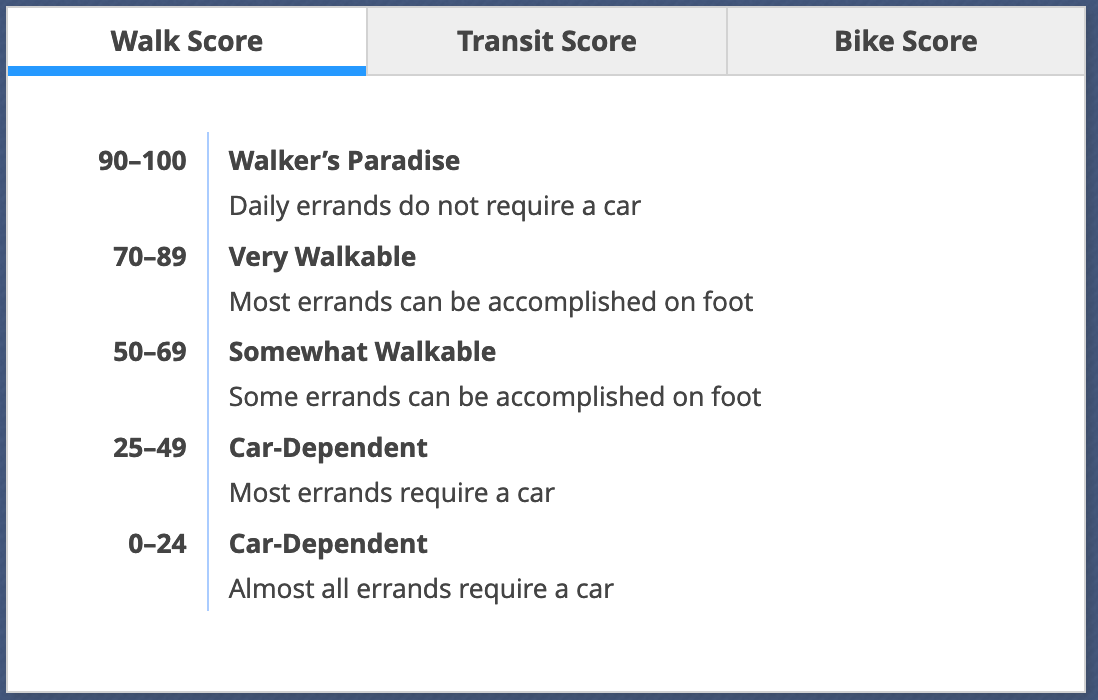 Walk Score
Transit Score
Bike Score
90–100 Walker’s Paradise
Daily errands do not require a car
70–89 Very Walkable
Most errands can be accomplished on foot
50–69 Somewhat Walkable
Some errands can be accomplished on foot
25–49 Car-Dependent
Most errands require a car
0–24 Car-Dependent
Almost all errands require a car